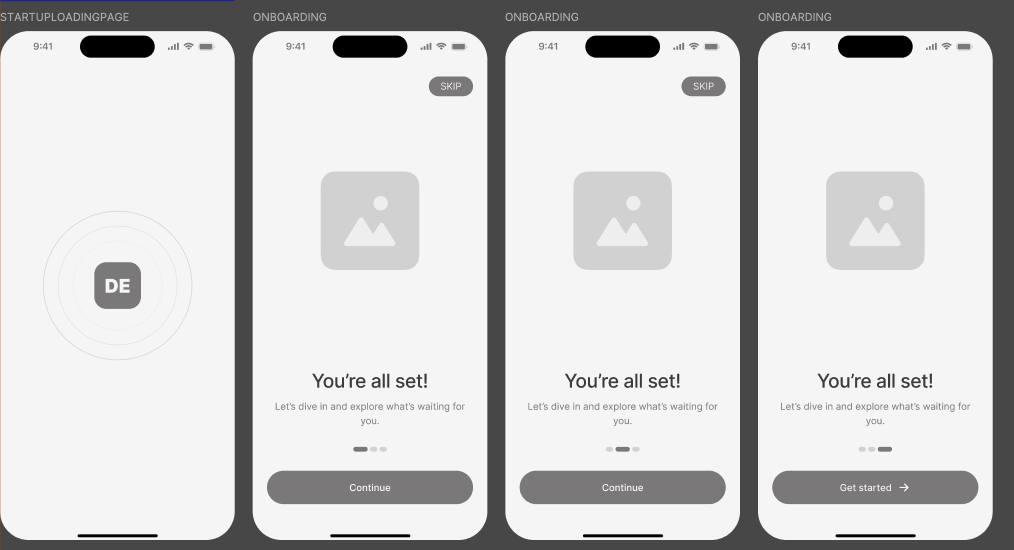 STARTUPLOADINGPAGE
9:41
DE
ONBOARDING
9:41
SKIP
You're all set!
Let's dive in and explore what's waiting for
you.
Continue
ONBOARDING
9:41
SKIP
You're all set!
Let's dive in and explore what's waiting for
you.
Continue
ONBOARDING
9:41
You're all set!
Let's dive in and explore what's waiting for
you.
Get started →